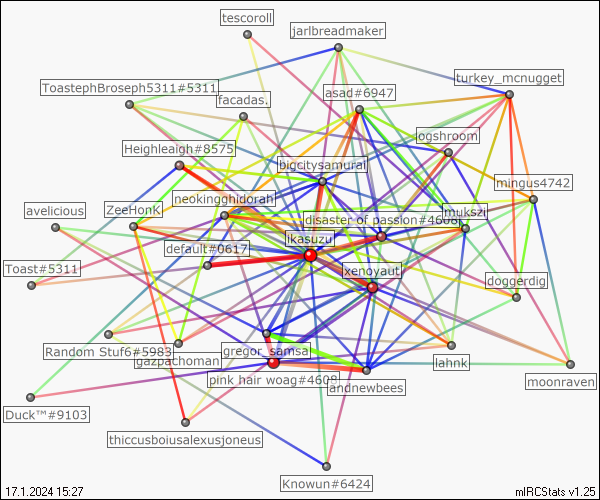 tescoroll
jarlbreadmaker
turkey_mcnugget
ToastephBroseph5311#5311
asad#6947
facadas.
ogshroom
Heighleaigh#8575
bigcitysamurai
mingus4742
neokingghidorah
avelicious
ZeeHonK
disaster of passion#4608
mukszi
ikasuzu
default#0617
Toast#5311
xenoyaut
doggerdig
Random Stuf6#5983
gregor_samsa
gazpachoman
lahnk
moonraven
pink hair woag#4608
andnewbees
Duck™#9103
thiccusboiusalexusjoneus
Knowun#6424
17.1.2024 15:27
mIRCStats v1.25